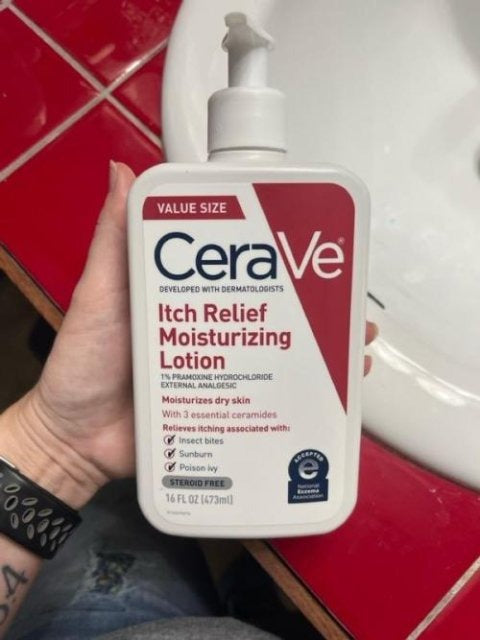 VALUE SIZE
CeraVe®
DEVELOPED WITH DERMATOLOGISTS
Itch Relief
Moisturizing
Lotion
1% PRAMOXINE HYDROCHLORIDE
EXTERNAL ANALGESIC
Moisturizes dry skin
With 3 essential ceramides
Relieves itching associated with:
Insect bites
Sunburn
Poison ivy
STEROID FREE
16 FL OZ (473ml)
ACCEPTED
e
National
Eczema
Association